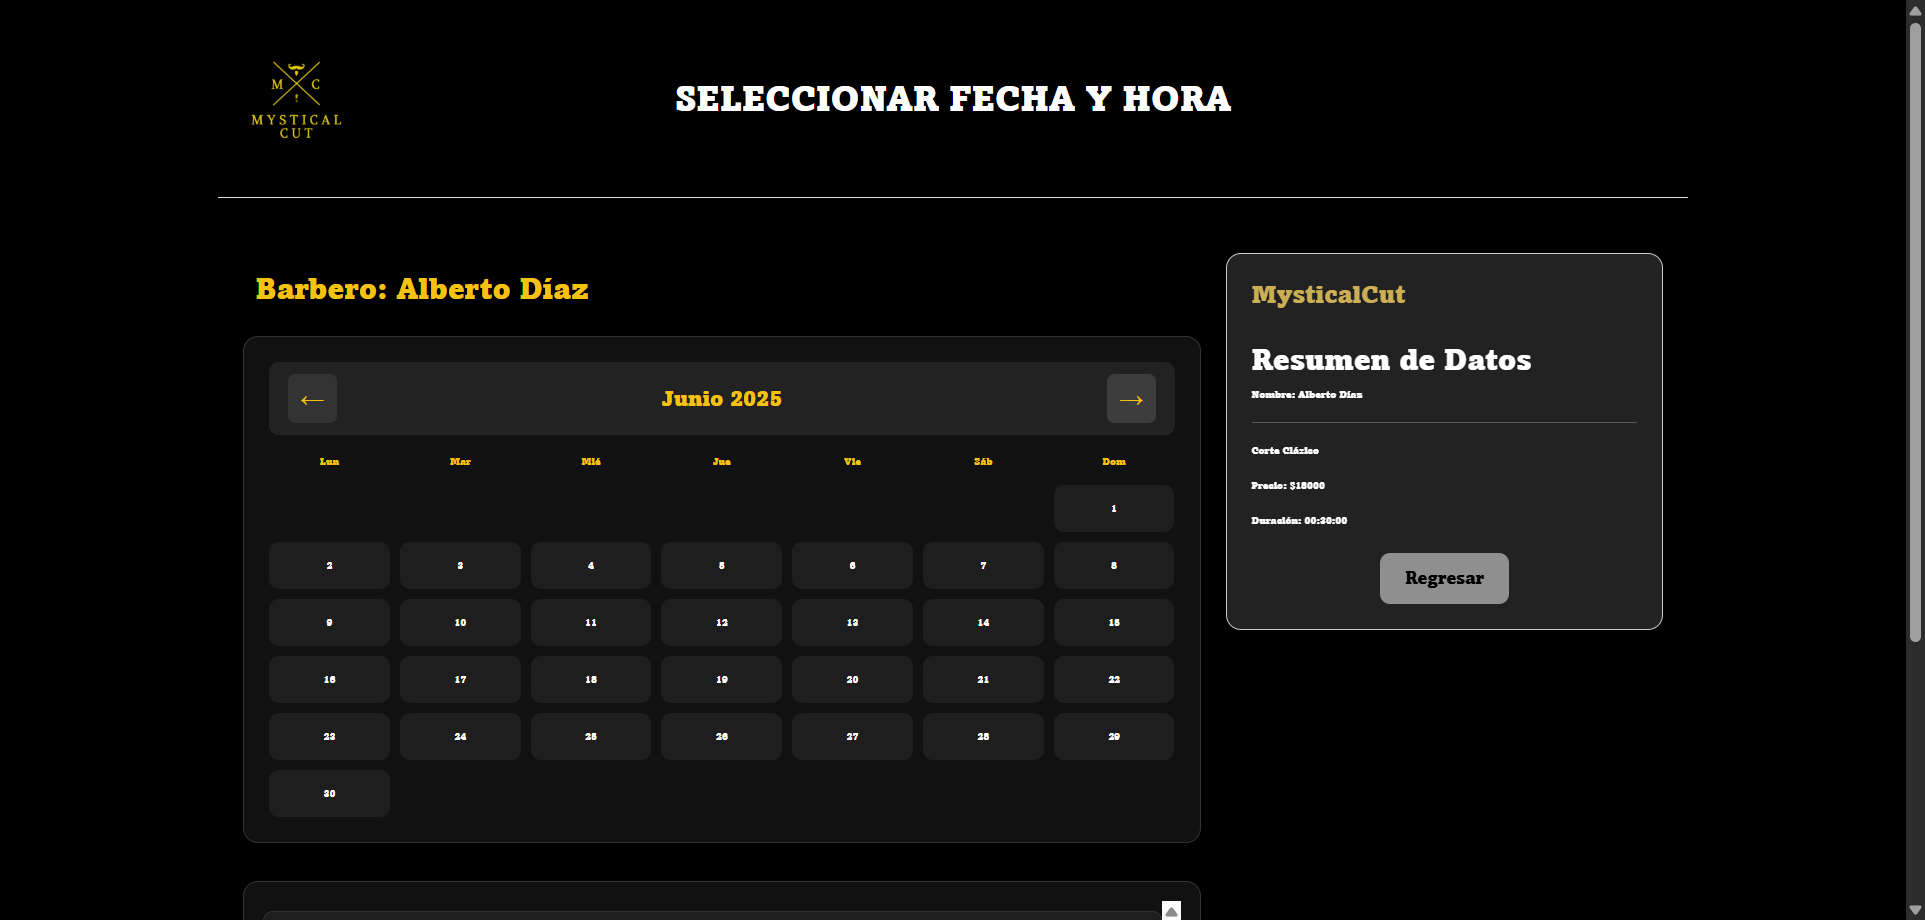 M C
MYSTICAL
CUT
SELECCIONAR FECHA Y HORA
Barbero: Alberto Díaz
← Junio 2025 →
Lun Mar Mié Jue Vie Sáb Dom
1
2 3 4 5 6 7 8
9 10 11 12 13 14 15
16 17 18 19 20 21 22
23 24 25 26 27 28 29
30
MysticalCut
Resumen de Datos
Nombre: Alberto Días
Corte Clázico
Precio: $18000
Duración: 00:30:00
Regresar